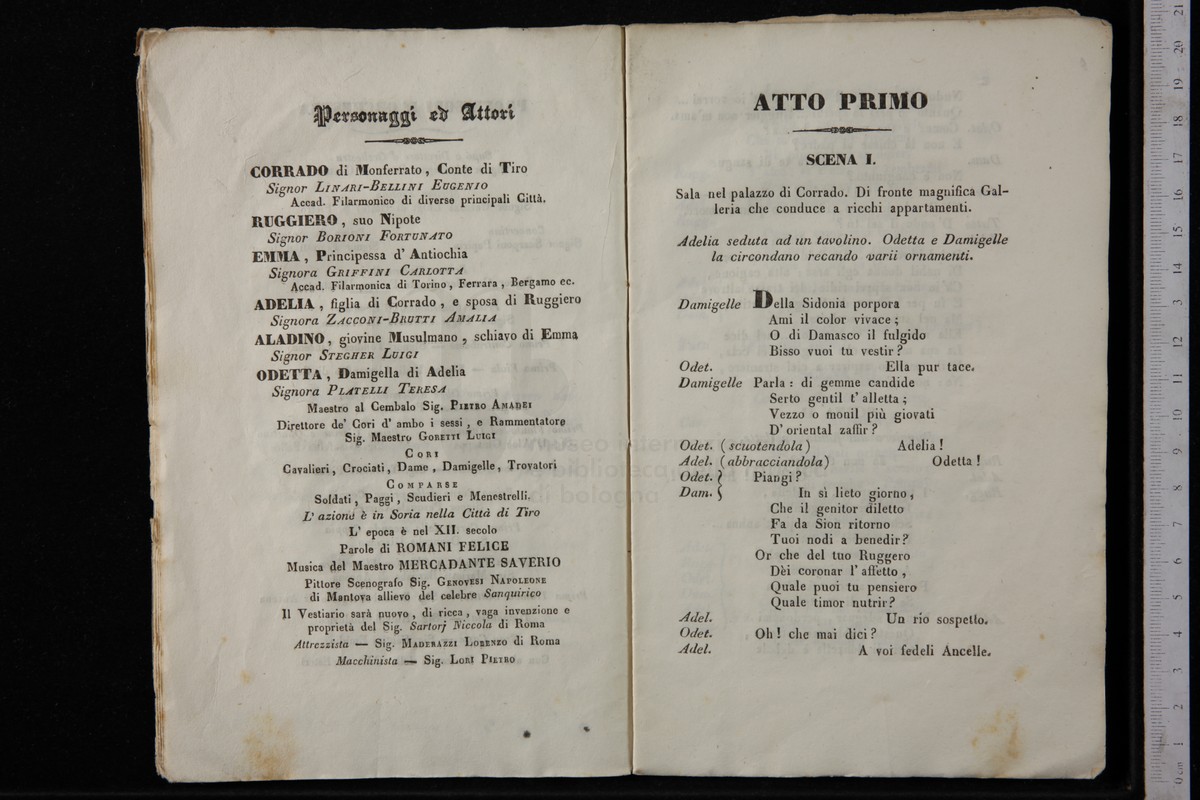 Personaggi ed Attori
CORRADO di Monferrato, Conte di Tiro
Signor LINARI-BELLINI EUGENIO
Accad. Filarmonico di diverse principali Città.
RUGGIERO, suo Nipote
Signor BORIONI FORTUNATO
EMMA, Principessa d' Antiochia
Signora GRIFFINI CARLOTTA
Accad. Filarmonica di Torino, Ferrara, Bergamo ec.
ADELIA, figlia di Corrado, e sposa di Ruggiero
Signora ZACCONI-BRUTTI AMALIA
ALADINO, giovine Musulmano, schiavo di Emma
Signor STEGHER LUIGI
ODETTA, Damigella di Adelia
Signora PLATELLI TERESA
Maestro al Cembalo Sig. PIETRO AMADEI
Direttore de' Cori d' ambo i sessi, e Rammentatore
Sig. Maestro GORETTI LUIGI
CORI
Cavalieri, Crociati, Dame, Damigelle, Trovatori
COMPARSE
Soldati, Paggi, Scudieri e Menestrelli.
L' azione è in Soria nella Città di Tiro
L' epoca è nel XII. secolo
Parole di ROMANI FELICE
Musica del Maestro MERCADANTE SAVERIO
Pittore Scenografo Sig. GENOVESI NAPOLEONE
di Mantova allievo del celebre Sanquirico
Il Vestiario sarà nuovo, di ricca, vaga invenzione e
proprietà del Sig. Sartorj Niccola di Roma
Attrezzista — Sig. MADERAZZI LORENZO di Roma
Macchinista — Sig. LORI PIETRO
ATTO PRIMO
SCENA I.
Sala nel palazzo di Corrado. Di fronte magnifica Gal-
leria che conduce a ricchi appartamenti.
Adelia seduta ad un tavolino. Odetta e Damigelle
la circondano recando varii ornamenti.
Damigelle Della Sidonia porpora
Ami il color vivace;
O di Damasco il fulgido
Bisso vuoi tu vestir?
Odet. Ella pur tace.
Damigelle Parla: di gemme candide
Serto gentil t' alletta;
Vezzo o monil più giovati
D' oriental zaffir?
Odet. (scuotendola) Adelia!
Adel. (abbracciandola) Odetta!
Odet. } Piangi?
Dam. } In sì lieto giorno,
Che il genitor diletto
Fa da Sion ritorno
Tuoi nodi a benedir?
Or che del tuo Ruggero
Dèi coronar l' affetto,
Quale puoi tu pensiero
Quale timor nutrir?
Adel. Un rio sospetto.
Odet. Oh! che mai dici?
Adel. A voi fedeli Ancelle.